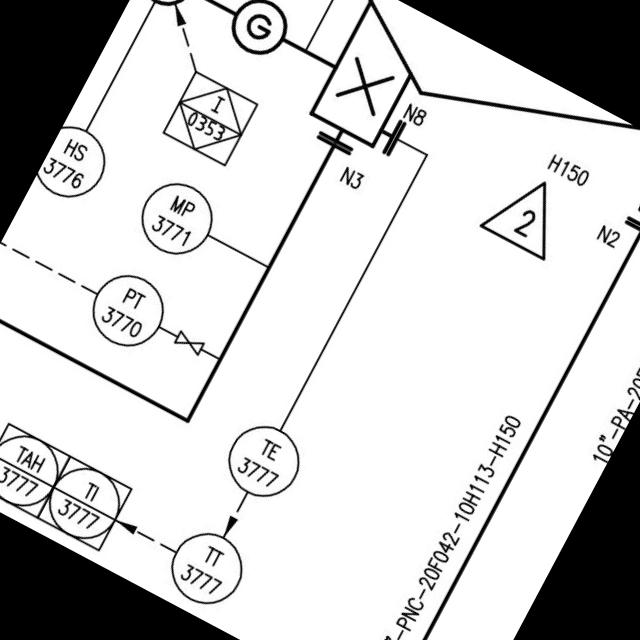 G
I
0353
N8
HS
3776
N3
H150
MP
3771
2
N2
PT
3770
TE
3777
TAH
3777
TI
3777
TT
3777
-PNC-20F042-10H113-H150
10"-PA-20